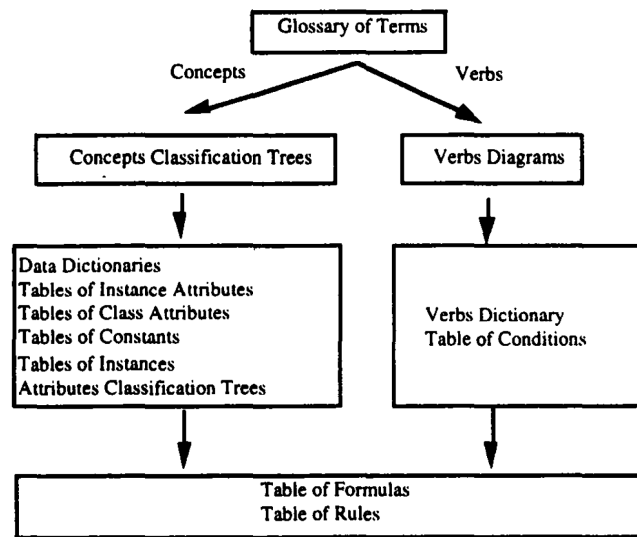 Glossary of Terms
Concepts
Verbs
Concepts Classification Trees
Verbs Diagrams
Data Dictionaries
Tables of Instance Attributes
Tables of Class Attributes
Tables of Constants
Tables of Instances
Attributes Classification Trees
Verbs Dictionary
Table of Conditions
Table of Formulas
Table of Rules